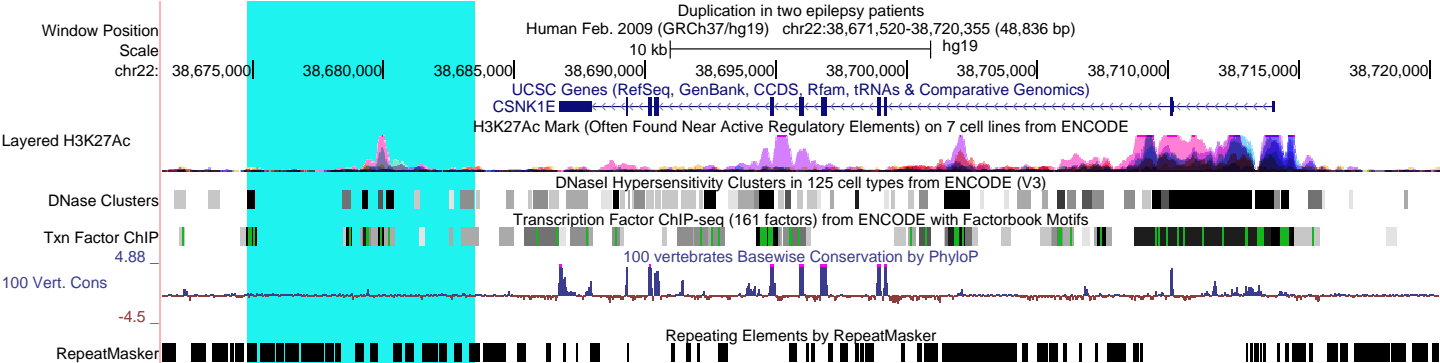 Duplication in two epilepsy patients
Window Position Human Feb. 2009 (GRCh37/hg19) chr22:38,671,520-38,720,355 (48,836 bp)
Scale 10 kb hg19
chr22: 38,675,000 38,680,000 38,685,000 38,690,000 38,695,000 38,700,000 38,705,000 38,710,000 38,715,000 38,720,000
UCSC Genes (RefSeq, GenBank, CCDS, Rfam, tRNAs & Comparative Genomics)
CSNK1E
H3K27Ac Mark (Often Found Near Active Regulatory Elements) on 7 cell lines from ENCODE
Layered H3K27Ac
DNaseI Hypersensitivity Clusters in 125 cell types from ENCODE (V3)
DNase Clusters
Transcription Factor ChIP-seq (161 factors) from ENCODE with Factorbook Motifs
Txn Factor ChIP
4.88 100 vertebrates Basewise Conservation by PhyloP
100 Vert. Cons
-4.5
Repeating Elements by RepeatMasker
RepeatMasker